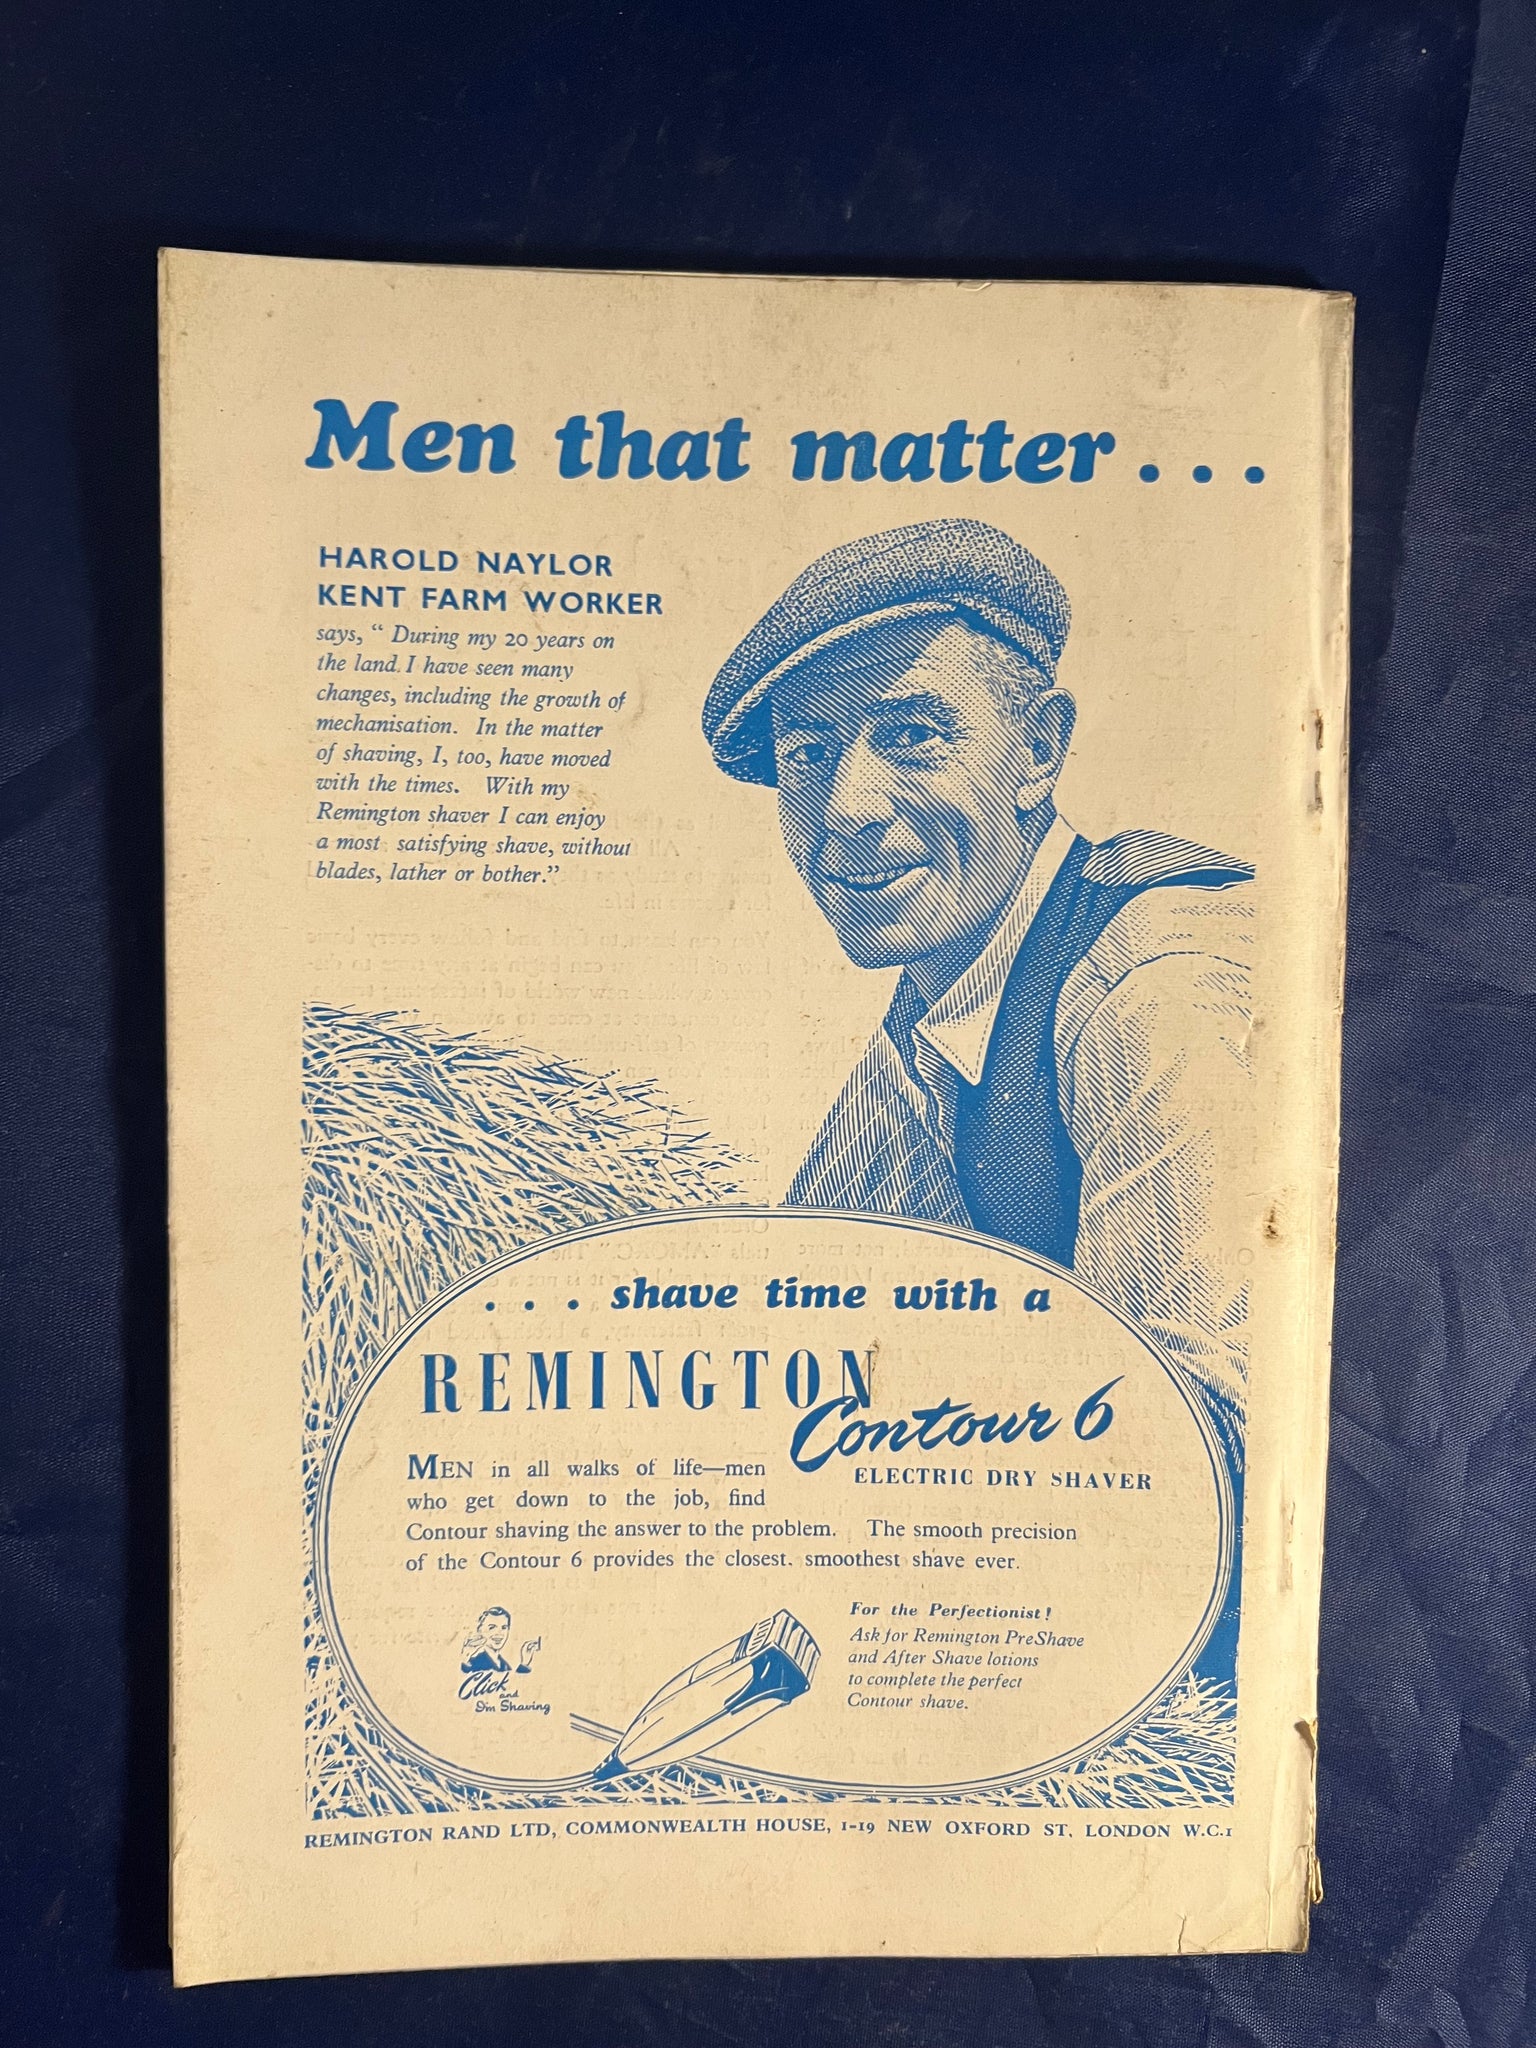 Men that matter . . .
HAROLD NAYLOR
KENT FARM WORKER
says, “ During my 20 years on
the land I have seen many
changes, including the growth of
mechanisation. In the matter
of shaving, I, too, have moved
with the times. With my
Remington shaver I can enjoy
a most satisfying shave, without
blades, lather or bother.”
. . . shave time with a
REMINGTON
Contour 6
ELECTRIC DRY SHAVER
MEN in all walks of life—men
who get down to the job, find
Contour shaving the answer to the problem. The smooth precision
of the Contour 6 provides the closest, smoothest shave ever.
Click
and
I'm Shaving
For the Perfectionist !
Ask for Remington PreShave
and After Shave lotions
to complete the perfect
Contour shave.
REMINGTON RAND LTD, COMMONWEALTH HOUSE, 1-19 NEW OXFORD ST, LONDON W.C.1